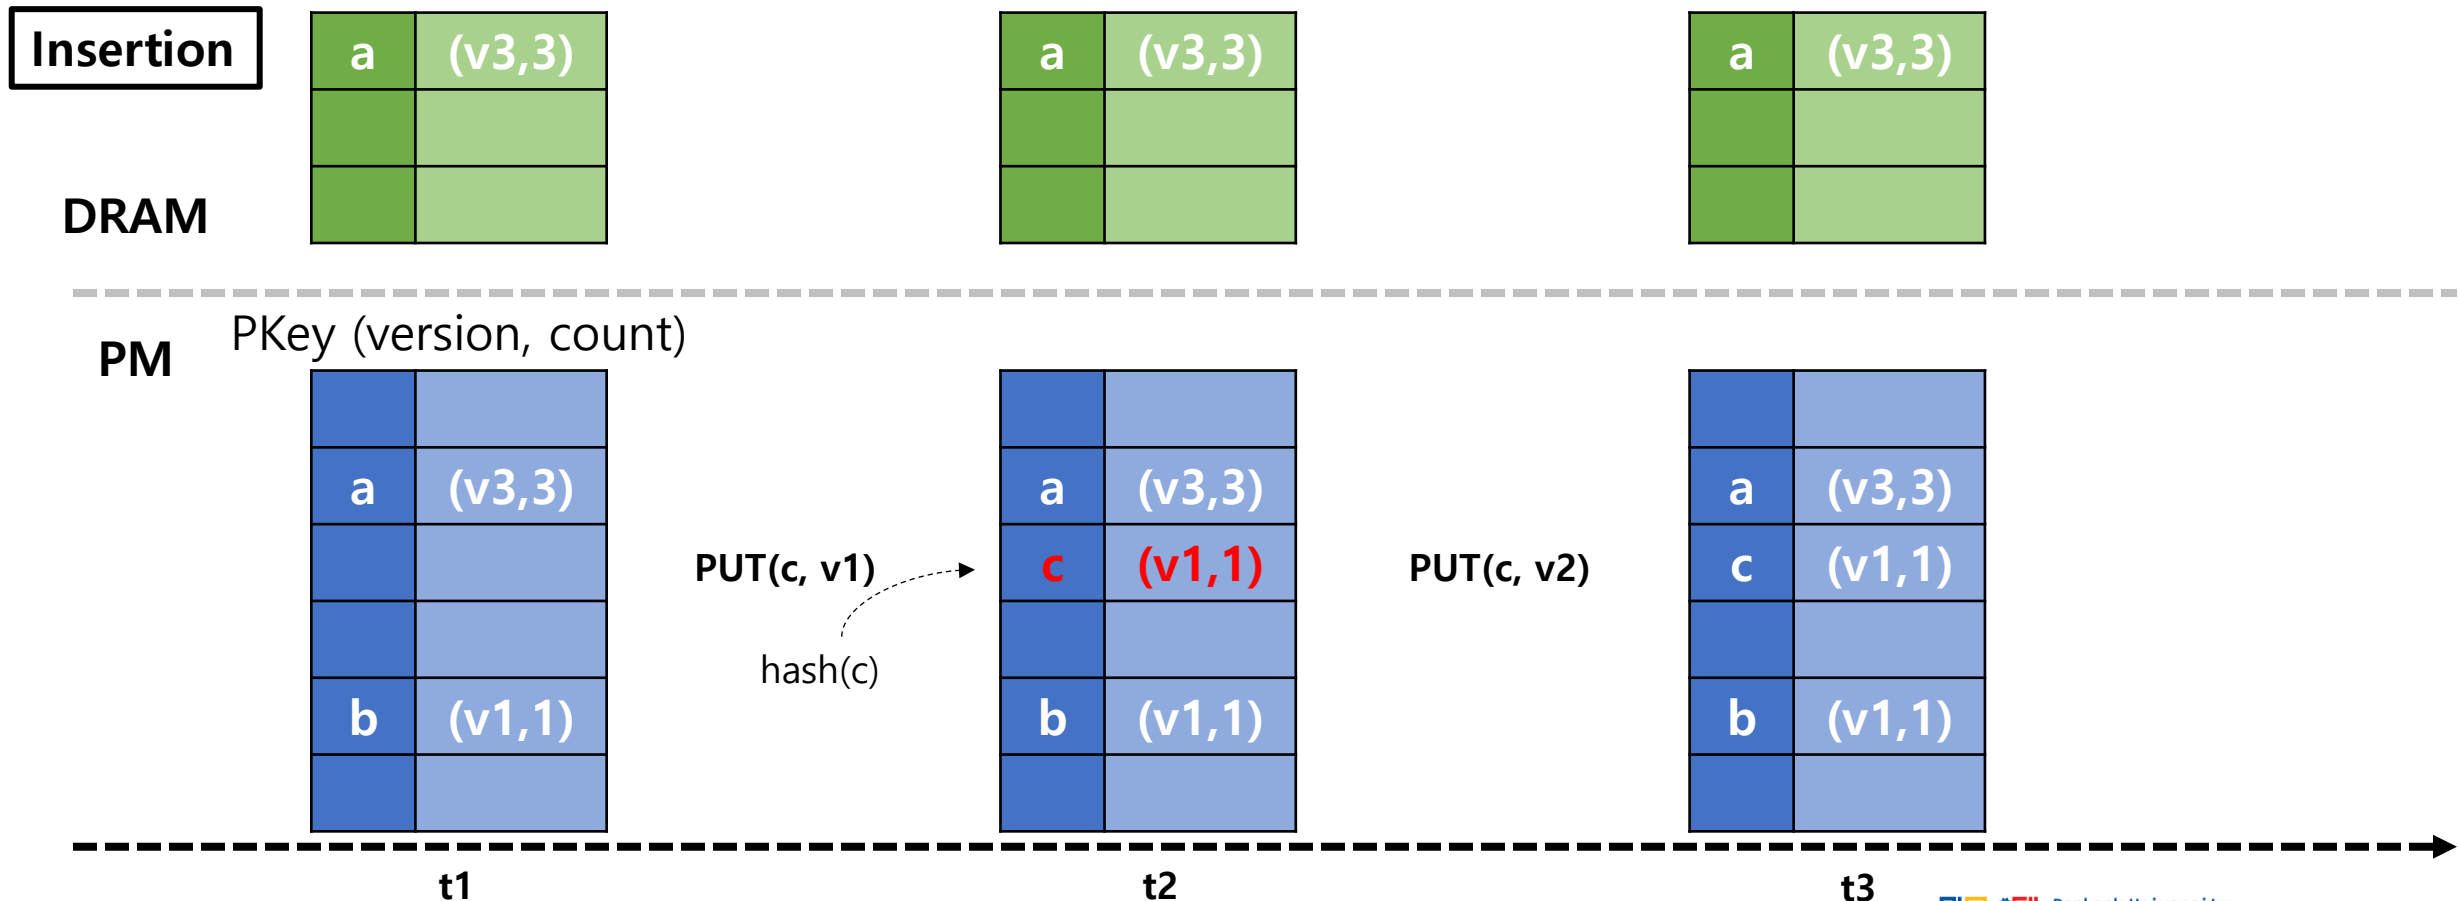 Insertion
a (v3,3)
a (v3,3)
a (v3,3)
DRAM
PKey (version, count)
PM
a (v3,3)
a (v3,3)
a (v3,3)
PUT(c, v1)
c (v1,1)
PUT(c, v2)
c (v1,1)
hash(c)
b (v1,1)
b (v1,1)
b (v1,1)
t1
t2
t3